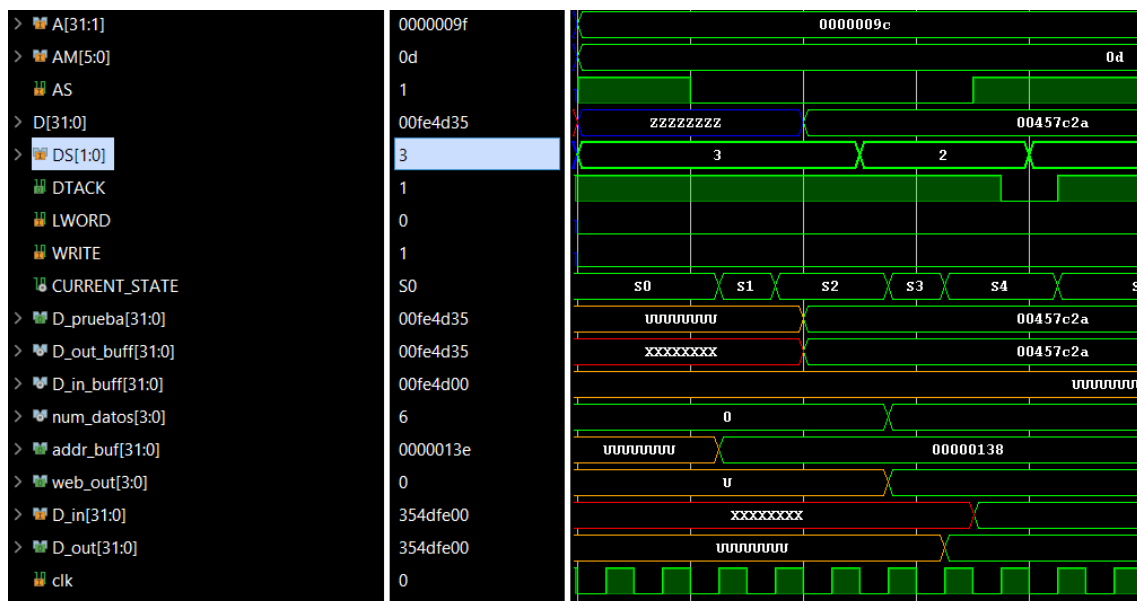 A[31:1] 0000009f 0000009c
AM[5:0] 0d 0d
AS 1
D[31:0] 00fe4d35 ZZZZZZZZ 00457c2a
DS[1:0] 3 3 2
DTACK 1
LWORD 0
WRITE 1
CURRENT_STATE S0 S0 S1 S2 S3 S4 S
D_prueba[31:0] 00fe4d35 UUUUUUUU 00457c2a
D_out_buff[31:0] 00fe4d35 XXXXXXXX 00457c2a
D_in_buff[31:0] 00fe4d00 UUUUUUUU
num_datos[3:0] 6 0
addr_buf[31:0] 0000013e UUUUUUUU 00000138
web_out[3:0] 0 U
D_in[31:0] 354dfe00 XXXXXXXX
D_out[31:0] 354dfe00 UUUUUUUU
clk 0